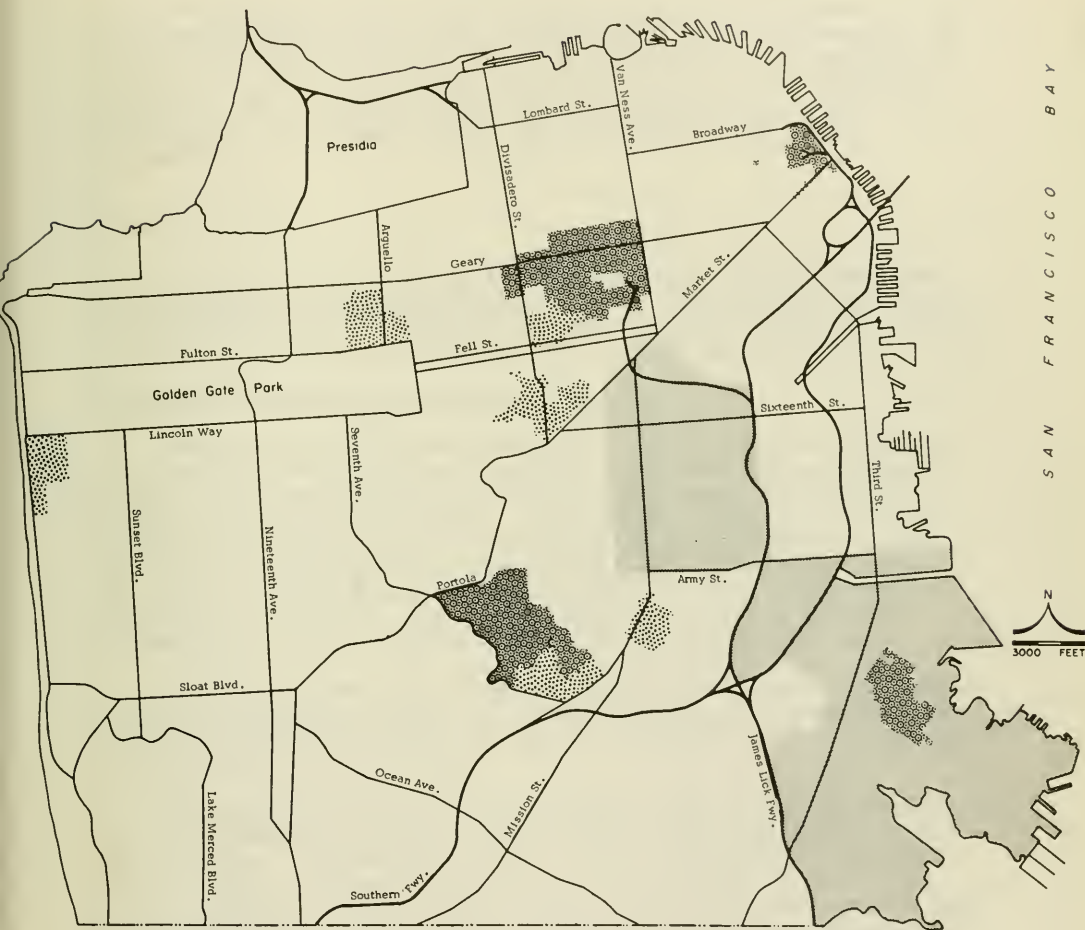 Lombard St.
Van Ness Ave.
Broadway
Presidio
Divisadero St.
Arguello
Geary
Market St.
SAN FRANCISCO BAY
Fulton St.
Fell St.
Golden Gate Park
Sixteenth St.
Lincoln Way
Seventh Ave.
Third St.
Sunset Blvd.
Nineteenth Ave.
Portola
Army St.
N
3000 FEET
Sloat Blvd.
James Lick Fwy.
Ocean Ave.
Mission St.
Lake Merced Blvd.
Southern Fwy.